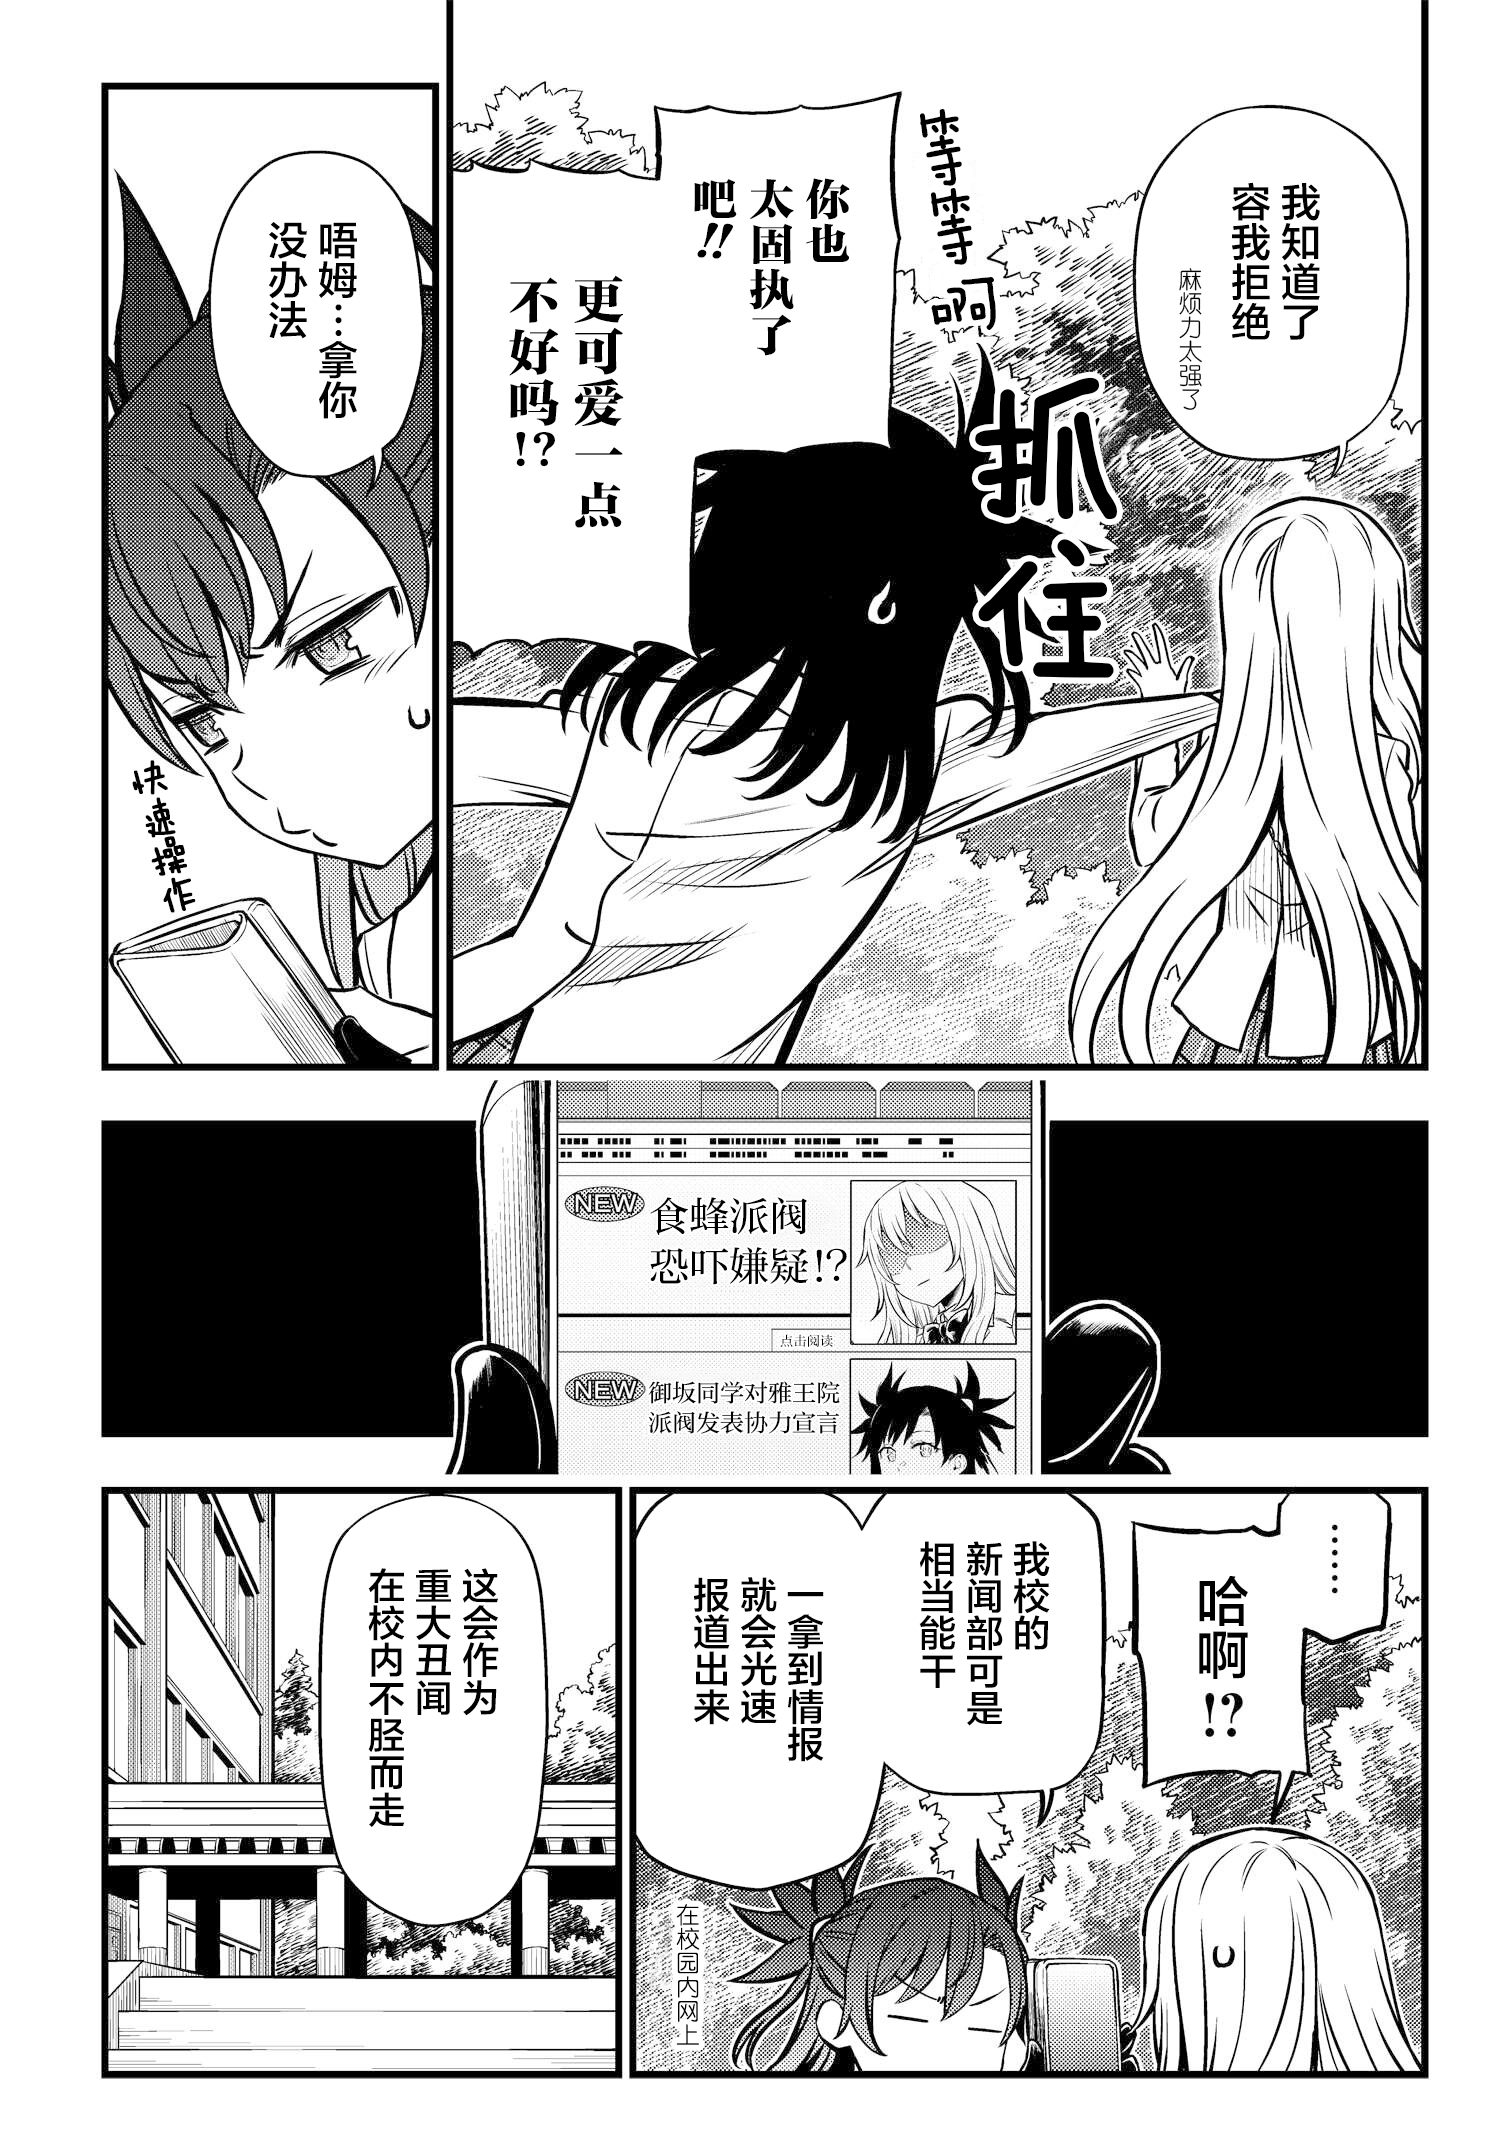 我知道了
容我拒绝
麻烦力太强了
等等等等啊
抓住
你也
太固执了
吧!!
更可爱一点
不好吗!?
唔姆…拿你
没办法
快速操作
NEW
食蜂派阀
恐吓嫌疑!?
点击阅读
NEW
御坂同学对雅王院
派阀发表协力宣言
……
哈啊!?
我校的
新闻部可是
相当能干
一拿到情报
就会光速
报道出来
在校园内网上
这会作为
重大丑闻
在校内不胫而走